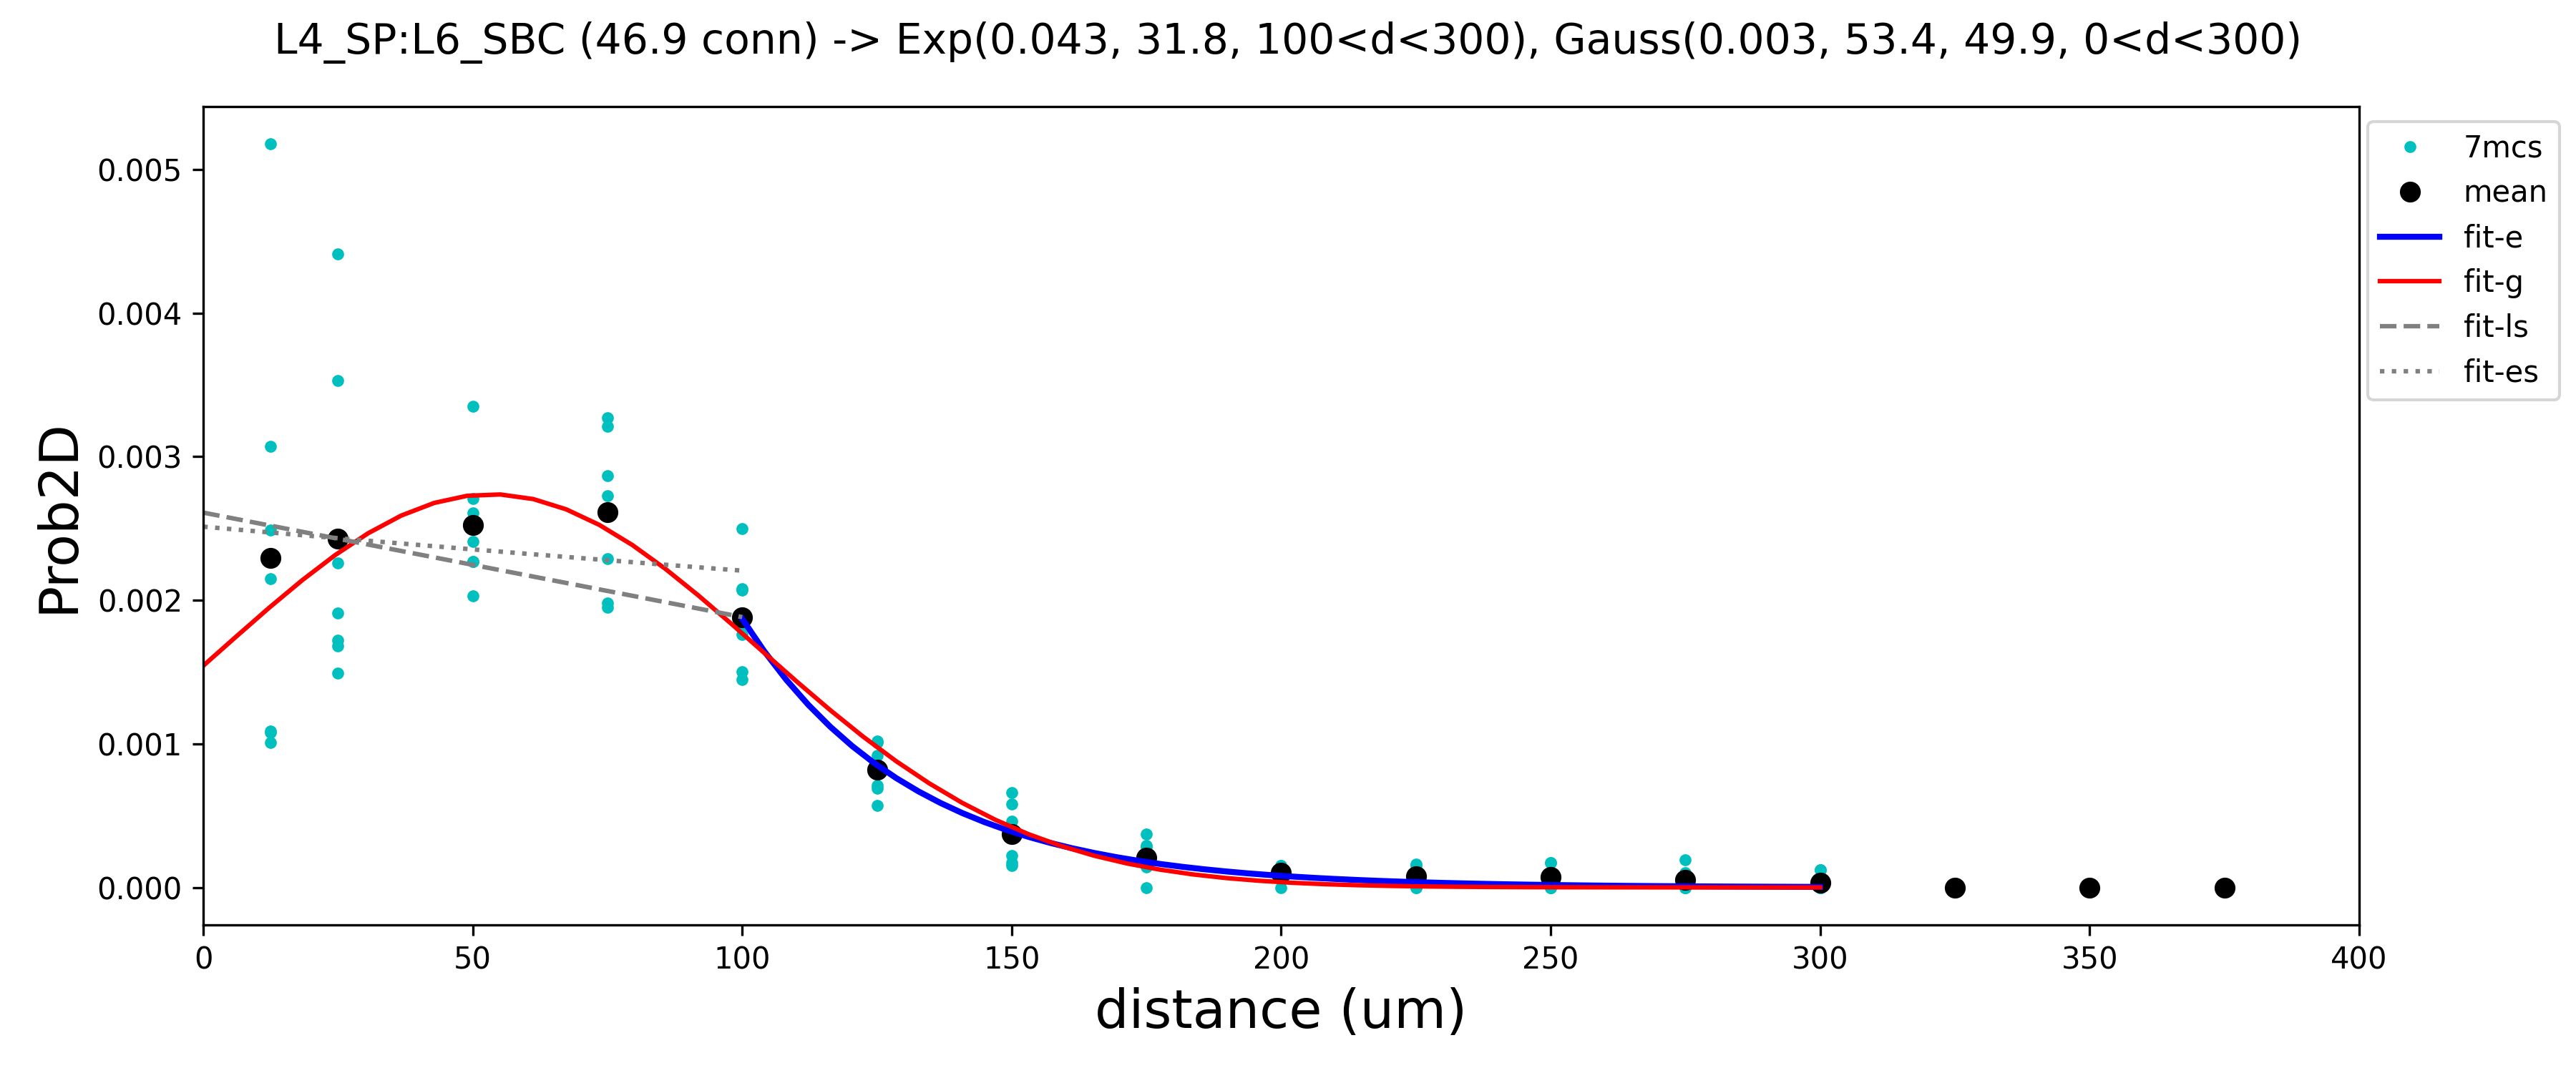 L4_SP:L6_SBC (46.9 conn) -> Exp(0.043, 31.8, 100<d<300), Gauss(0.003, 53.4, 49.9, 0<d<300)
7mcs
mean
fit-e
fit-g
fit-ls
fit-es
Prob2D
0.005
0.004
0.003
0.002
0.001
0.000
0 50 100 150 200 250 300 350 400
distance (um)